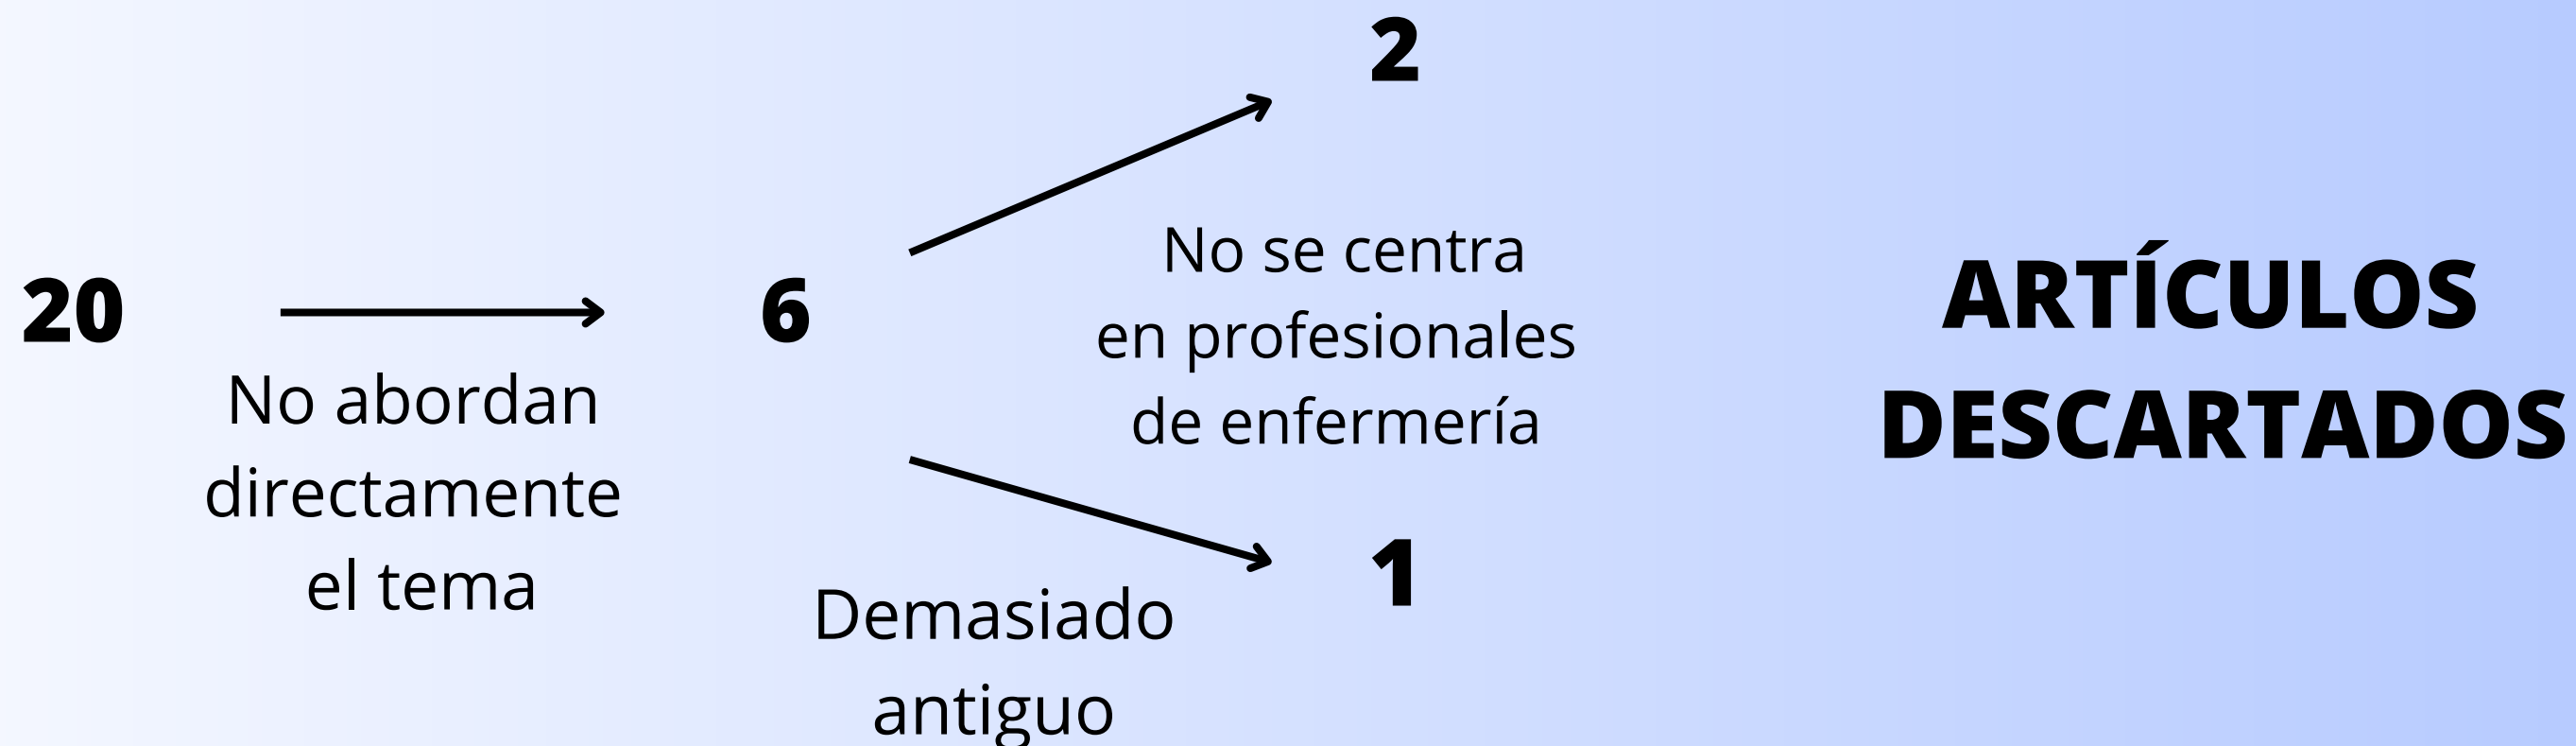 2
20
6
No abordan
directamente
el tema
No se centra
en profesionales
de enfermería
1
Demasiado
antiguo
ARTÍCULOS
DESCARTADOS